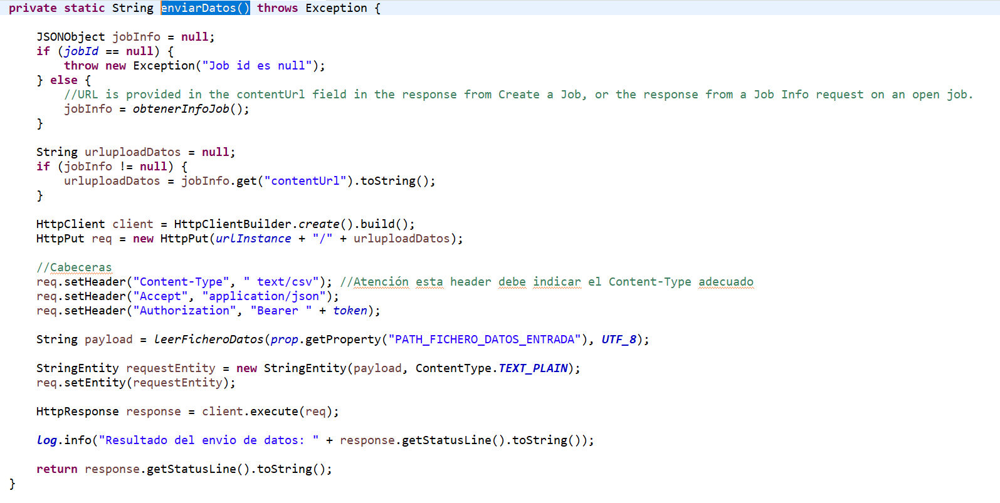 private static String enviarDatos() throws Exception {
JSONObject jobInfo = null;
if (jobId == null) {
throw new Exception("Job id es null");
} else {
//URL is provided in the contentUrl field in the response from Create a Job, or the response from a Job Info request on an open job.
jobInfo = obtenerInfoJob();
}
String urluploadDatos = null;
if (jobInfo != null) {
urluploadDatos = jobInfo.get("contentUrl").toString();
}
HttpClient client = HttpClientBuilder.create().build();
HttpPut req = new HttpPut(urlInstance + "/" + urluploadDatos);
//Cabeceras
req.setHeader("Content-Type", " text/csv"); //Atención esta header debe indicar el Content-Type adecuado
req.setHeader("Accept", "application/json");
req.setHeader("Authorization", "Bearer " + token);
String payload = leerFicheroDatos(prop.getProperty("PATH_FICHERO_DATOS_ENTRADA"), UTF_8);
StringEntity requestEntity = new StringEntity(payload, ContentType.TEXT_PLAIN);
req.setEntity(requestEntity);
HttpResponse response = client.execute(req);
log.info("Resultado del envio de datos: " + response.getStatusLine().toString());
return response.getStatusLine().toString();
}